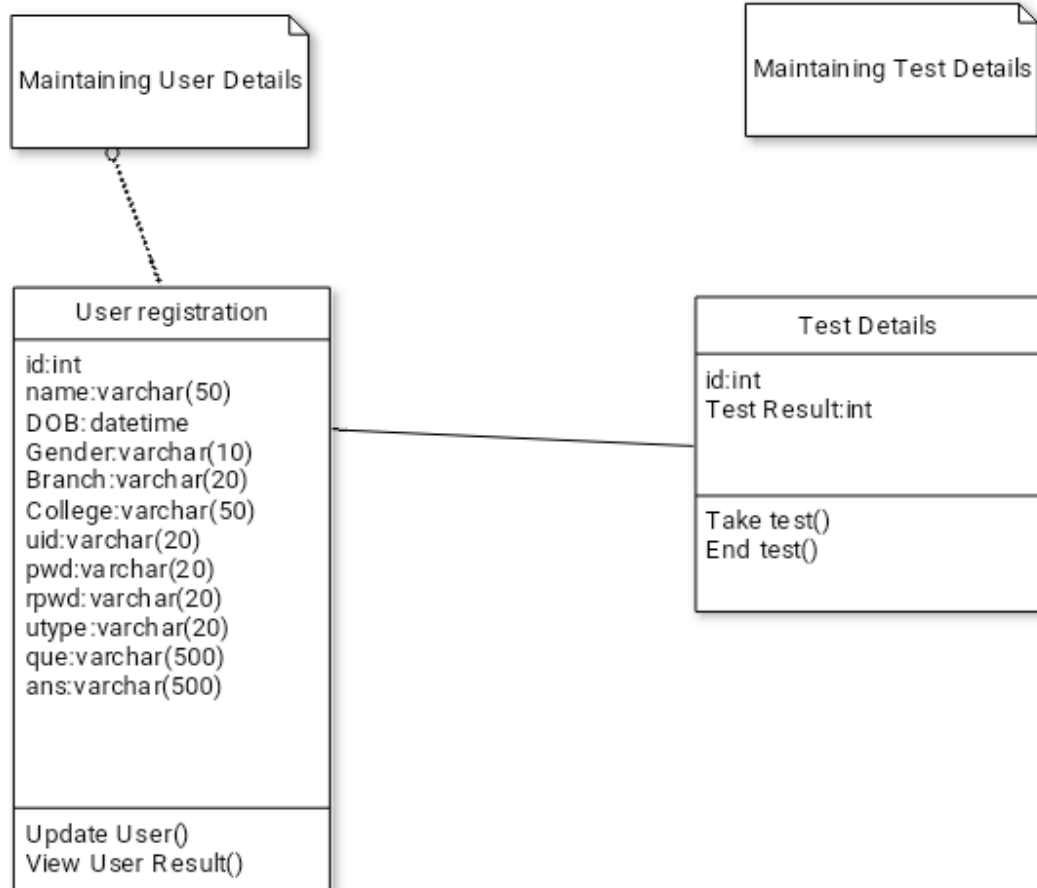 Maintaining User Details
Maintaining Test Details
User registration
id:int
name:varchar(50)
DOB:datetime
Gender:varchar(10)
Branch:varchar(20)
College:varchar(50)
uid:varchar(20)
pwd:varchar(20)
rpwd:varchar(20)
utype:varchar(20)
que:varchar(500)
ans:varchar(500)
Update User()
View User Result()
Test Details
id:int
Test Result:int
Take test()
End test()